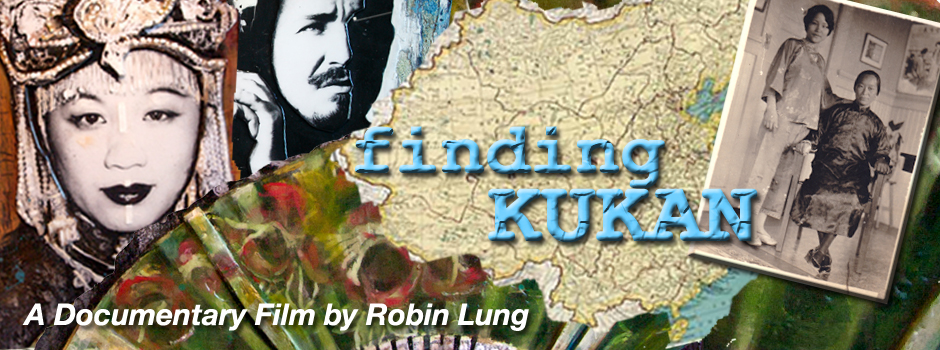 finding
KUKAN
A Documentary Film by Robin Lung